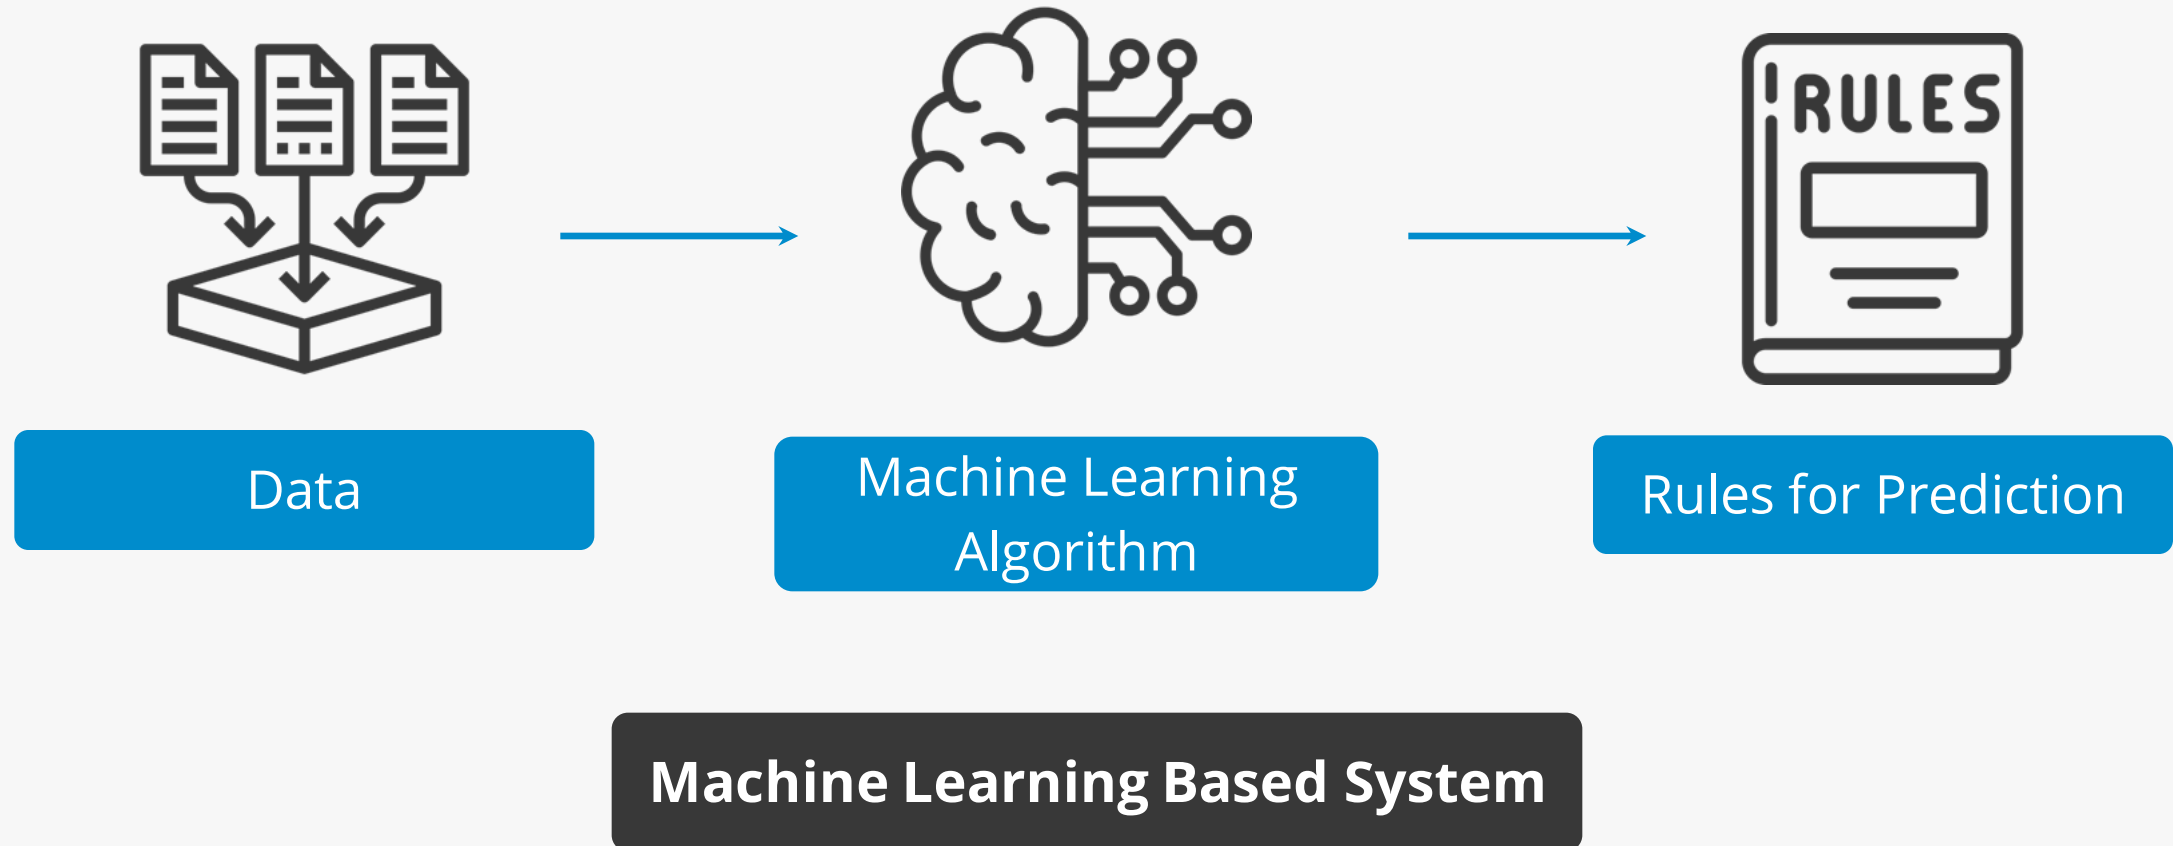 RULES
Data
Machine Learning
Algorithm
Rules for Prediction
Machine Learning Based System